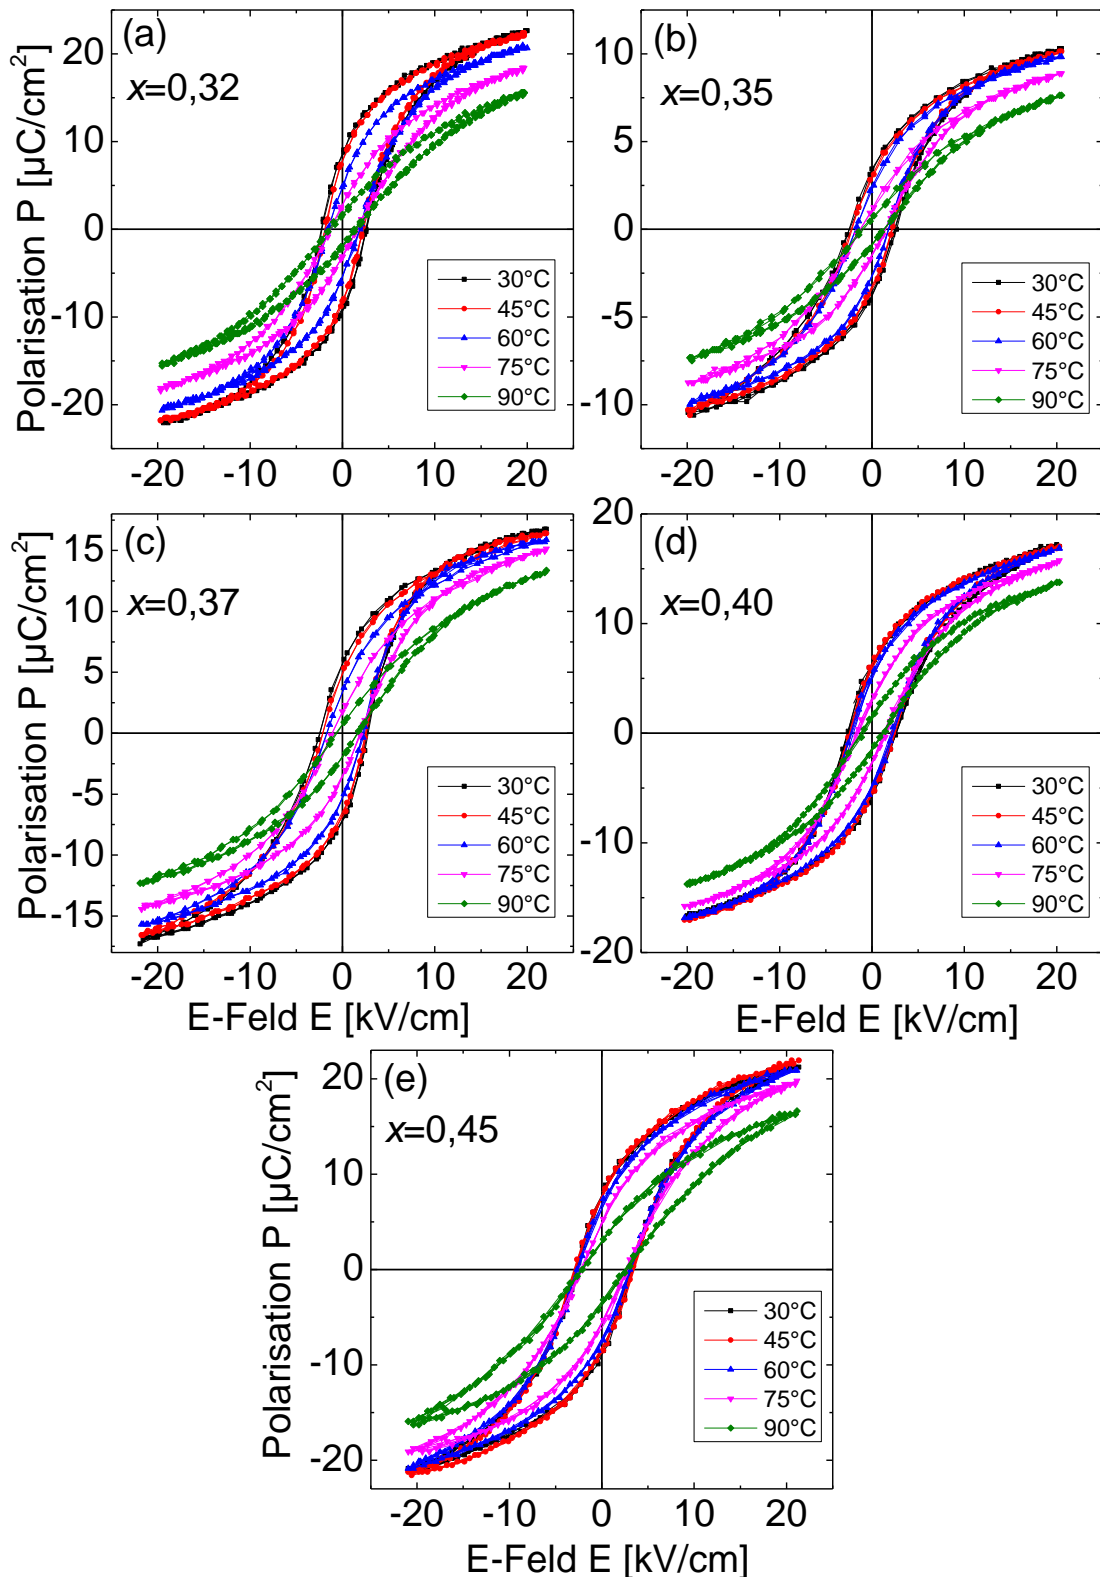 (a)
x=0,32
Polarisation P [µC/cm²]
20
10
0
-10
-20
30°C
45°C
60°C
75°C
90°C
-20 -10 0 10 20
(b)
x=0,35
10
5
0
-5
-10
30°C
45°C
60°C
75°C
90°C
-20 -10 0 10 20
(c)
x=0,37
Polarisation P [µC/cm²]
15
10
5
0
-5
-10
-15
30°C
45°C
60°C
75°C
90°C
-20 -10 0 10 20
E-Feld E [kV/cm]
(d)
x=0,40
20
10
0
-10
-20
30°C
45°C
60°C
75°C
90°C
-20 -10 0 10 20
E-Feld E [kV/cm]
(e)
x=0,45
Polarisation P [µC/cm²]
20
10
0
-10
-20
30°C
45°C
60°C
75°C
90°C
-20 -10 0 10 20
E-Feld E [kV/cm]